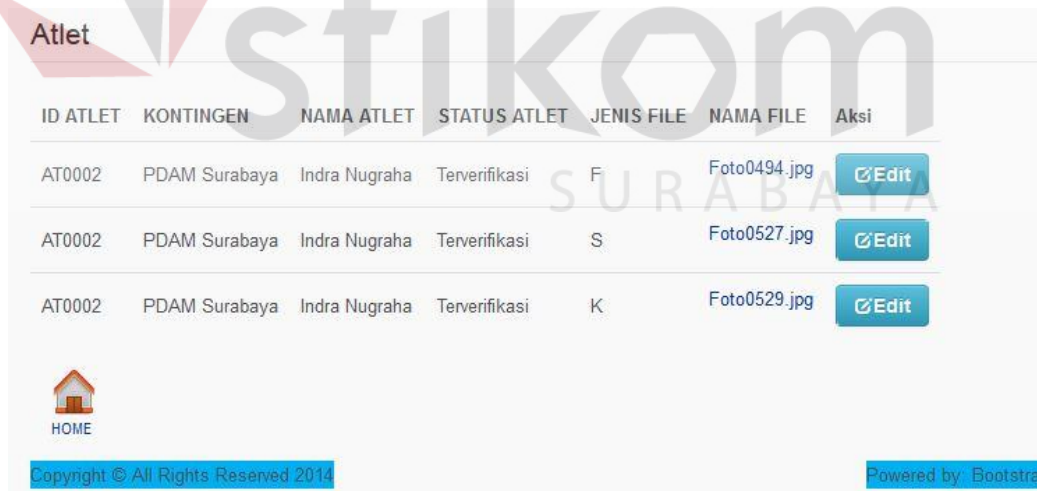 Atlet
stikom
SURABAYA
ID ATLET KONTINGEN NAMA ATLET STATUS ATLET JENIS FILE NAMA FILE Aksi
AT0002 PDAM Surabaya Indra Nugraha Terverifikasi F Foto0494.jpg Edit
AT0002 PDAM Surabaya Indra Nugraha Terverifikasi S Foto0527.jpg Edit
AT0002 PDAM Surabaya Indra Nugraha Terverifikasi K Foto0529.jpg Edit
HOME
Copyright © All Rights Reserved 2014 Powered by: Bootstra